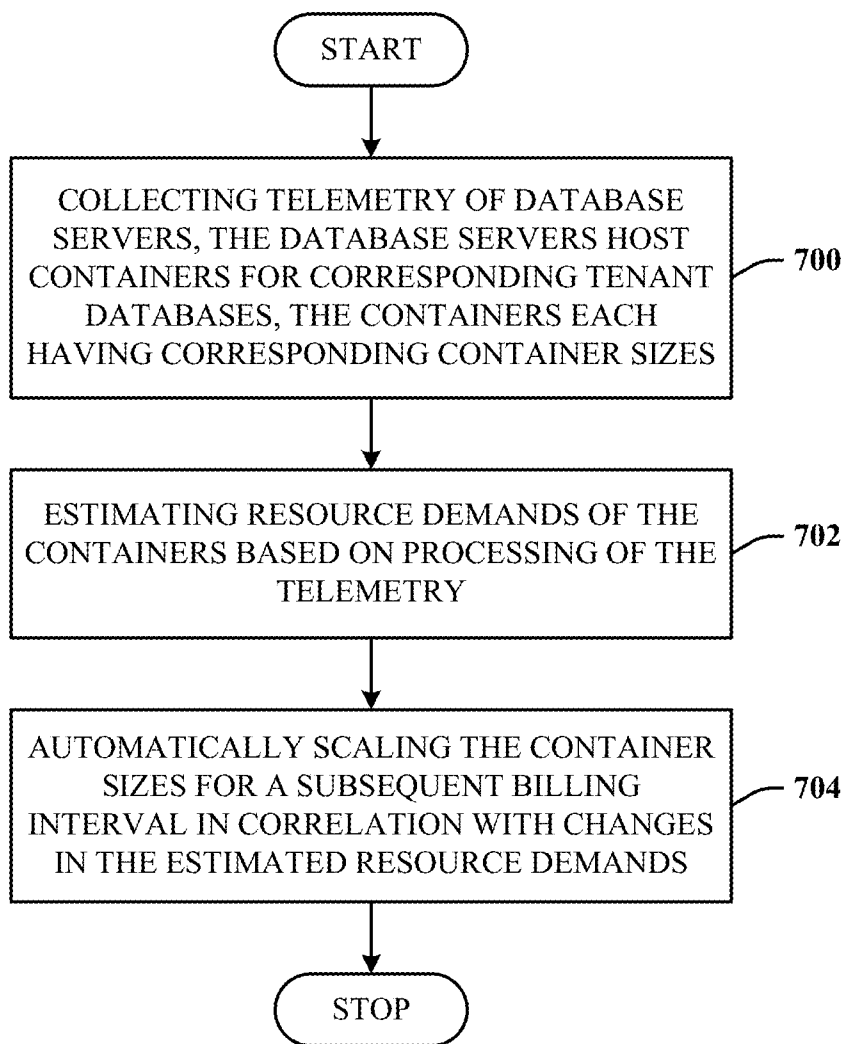 START
COLLECTING TELEMETRY OF DATABASE
SERVERS, THE DATABASE SERVERS HOST
CONTAINERS FOR CORRESPONDING TENANT
DATABASES, THE CONTAINERS EACH
HAVING CORRESPONDING CONTAINER SIZES
700
ESTIMATING RESOURCE DEMANDS OF THE
CONTAINERS BASED ON PROCESSING OF THE
TELEMETRY
702
AUTOMATICALLY SCALING THE CONTAINER
SIZES FOR A SUBSEQUENT BILLING
INTERVAL IN CORRELATION WITH CHANGES
IN THE ESTIMATED RESOURCE DEMANDS
704
STOP